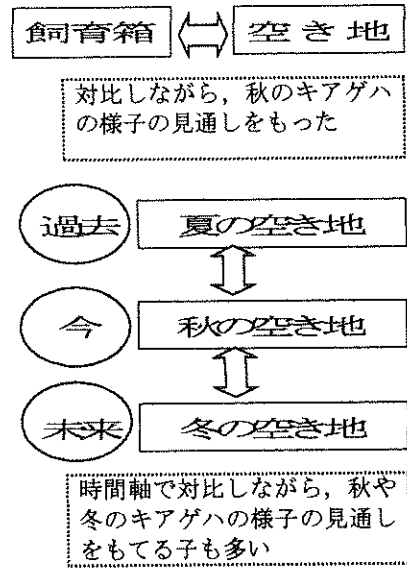 飼育箱 空き地
対比しながら，秋のキアゲハ
の様子の見通しをもった
過去 夏の空き地
今 秋の空き地
未来 冬の空き地
時間軸で対比しながら，秋や
冬のキアゲハの様子の見通し
をもてる子も多い